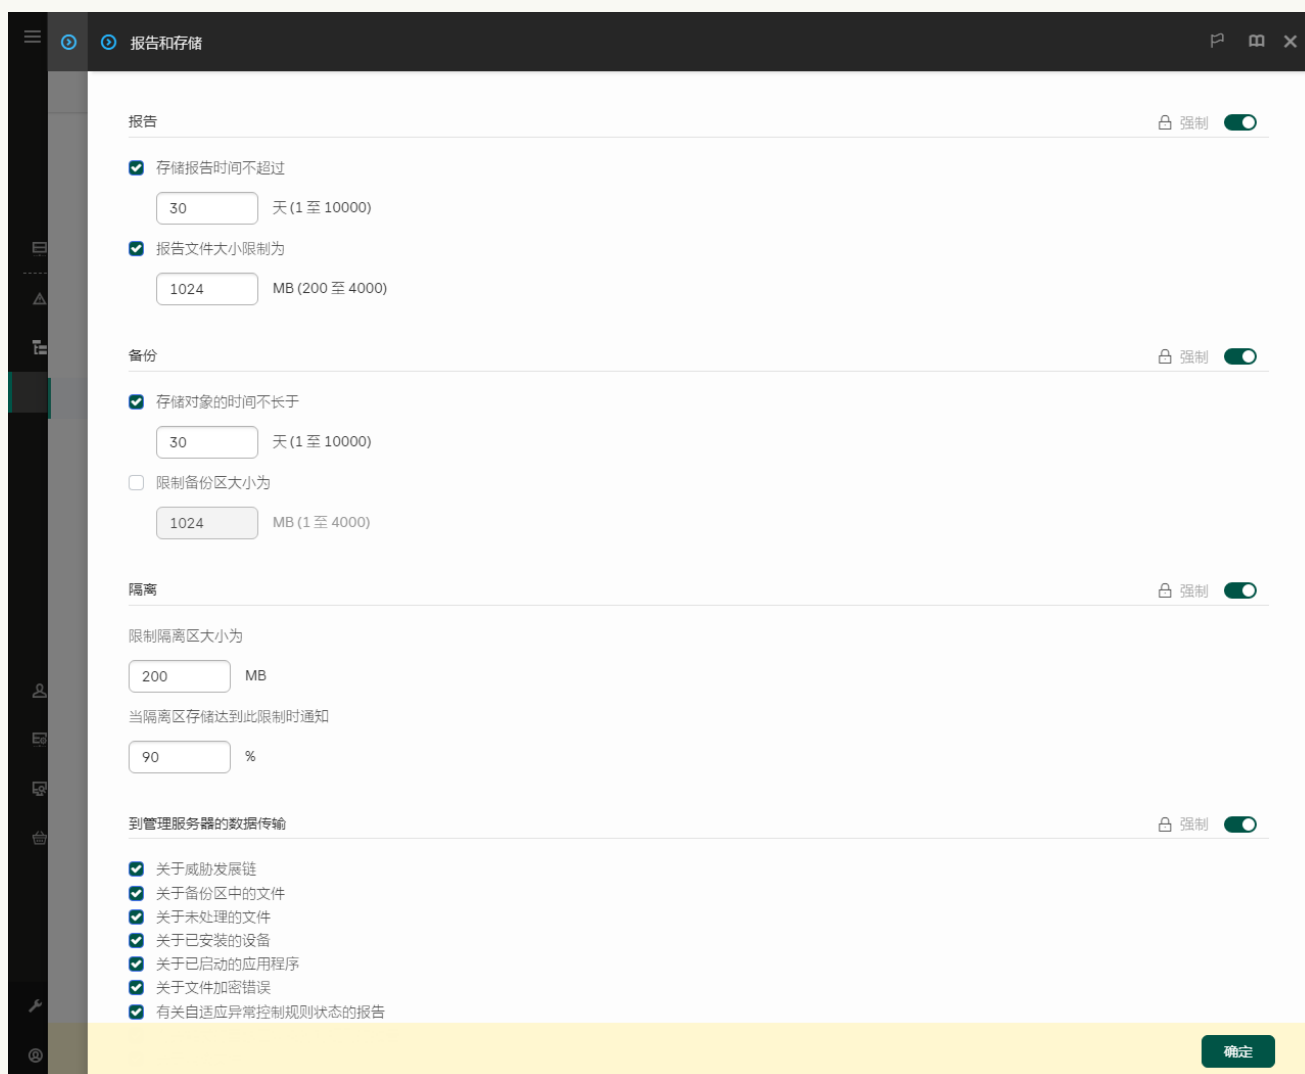 报告和存储
报告
强制
存储报告时间不超过
30 天 (1 至 10000)
报告文件大小限制为
1024 MB (200 至 4000)
备份
强制
存储对象的时间不长于
30 天 (1 至 10000)
限制备份区大小为
1024 MB (1 至 4000)
隔离
强制
限制隔离区大小为
200 MB
当隔离区存储达到此限制时通知
90 %
到管理服务器的数据传输
强制
关于威胁发展链
关于备份区中的文件
关于未处理的文件
关于已安装的设备
关于已启动的应用程序
关于文件加密错误
有关自适应异常控制规则状态的报告
确定